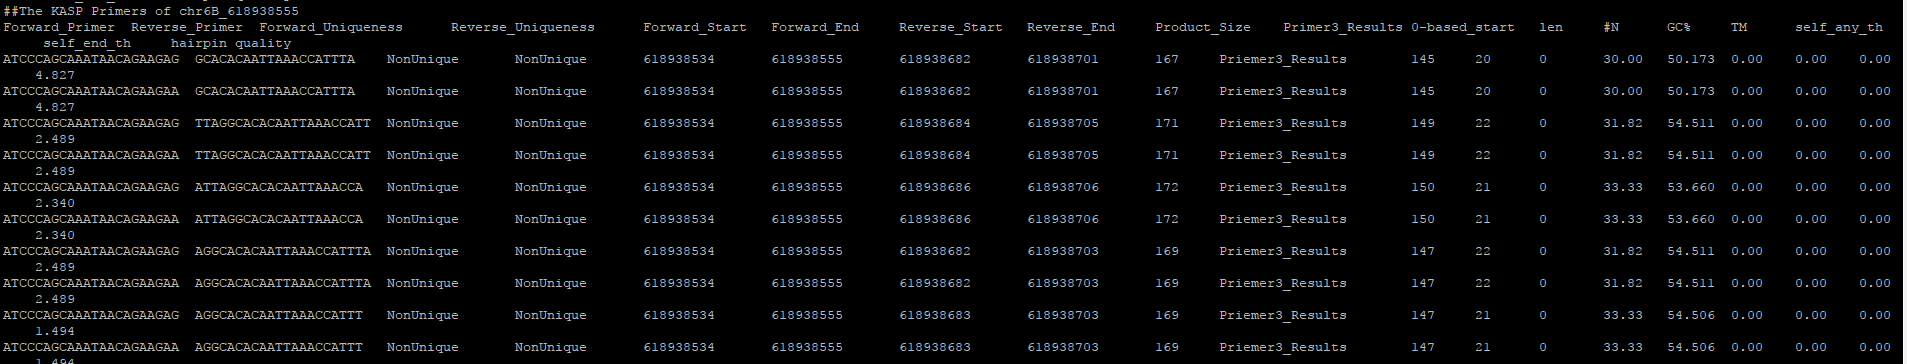 ##The KASP Primers of chr6B_618938555
Forward_Primer Reverse_Primer Forward_Uniqueness Reverse_Uniqueness Forward_Start Forward_End Reverse_Start Reverse_End Product_Size Primer3_Results 0-based_start len #N GC% TM self_any_th
self_end_th hairpin quality
ATCCCAGCAAATAACAGAAGAG GCACACAATTAAACCATTTA NonUnique NonUnique 618938534 618938555 618938682 618938701 167 Priemer3_Results 145 20 0 30.00 50.173 0.00 0.00 0.00
4.827
ATCCCAGCAAATAACAGAAGAA GCACACAATTAAACCATTTA NonUnique NonUnique 618938534 618938555 618938682 618938701 167 Priemer3_Results 145 20 0 30.00 50.173 0.00 0.00 0.00
4.827
ATCCCAGCAAATAACAGAAGAG TTAGGCACACAATTAAACCATT NonUnique NonUnique 618938534 618938555 618938684 618938705 171 Priemer3_Results 149 22 0 31.82 54.511 0.00 0.00 0.00
2.489
ATCCCAGCAAATAACAGAAGAA TTAGGCACACAATTAAACCATT NonUnique NonUnique 618938534 618938555 618938684 618938705 171 Priemer3_Results 149 22 0 31.82 54.511 0.00 0.00 0.00
2.489
ATCCCAGCAAATAACAGAAGAG ATTAGGCACACAATTAAACCA NonUnique NonUnique 618938534 618938555 618938686 618938706 172 Priemer3_Results 150 21 0 33.33 53.660 0.00 0.00 0.00
2.340
ATCCCAGCAAATAACAGAAGAA ATTAGGCACACAATTAAACCA NonUnique NonUnique 618938534 618938555 618938686 618938706 172 Priemer3_Results 150 21 0 33.33 53.660 0.00 0.00 0.00
2.340
ATCCCAGCAAATAACAGAAGAG AGGCACACAATTAAACCATTTA NonUnique NonUnique 618938534 618938555 618938682 618938703 169 Priemer3_Results 147 22 0 31.82 54.511 0.00 0.00 0.00
2.489
ATCCCAGCAAATAACAGAAGAA AGGCACACAATTAAACCATTTA NonUnique NonUnique 618938534 618938555 618938682 618938703 169 Priemer3_Results 147 22 0 31.82 54.511 0.00 0.00 0.00
2.489
ATCCCAGCAAATAACAGAAGAG AGGCACACAATTAAACCATTT NonUnique NonUnique 618938534 618938555 618938683 618938703 169 Priemer3_Results 147 21 0 33.33 54.506 0.00 0.00 0.00
1.494
ATCCCAGCAAATAACAGAAGAA AGGCACACAATTAAACCATTT NonUnique NonUnique 618938534 618938555 618938683 618938703 169 Priemer3_Results 147 21 0 33.33 54.506 0.00 0.00 0.00
1.494